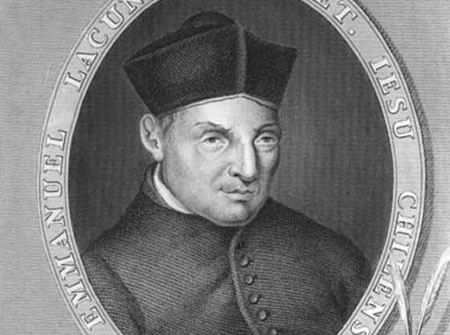 EMMANUEL LACUN
ET. IESU CHILENS